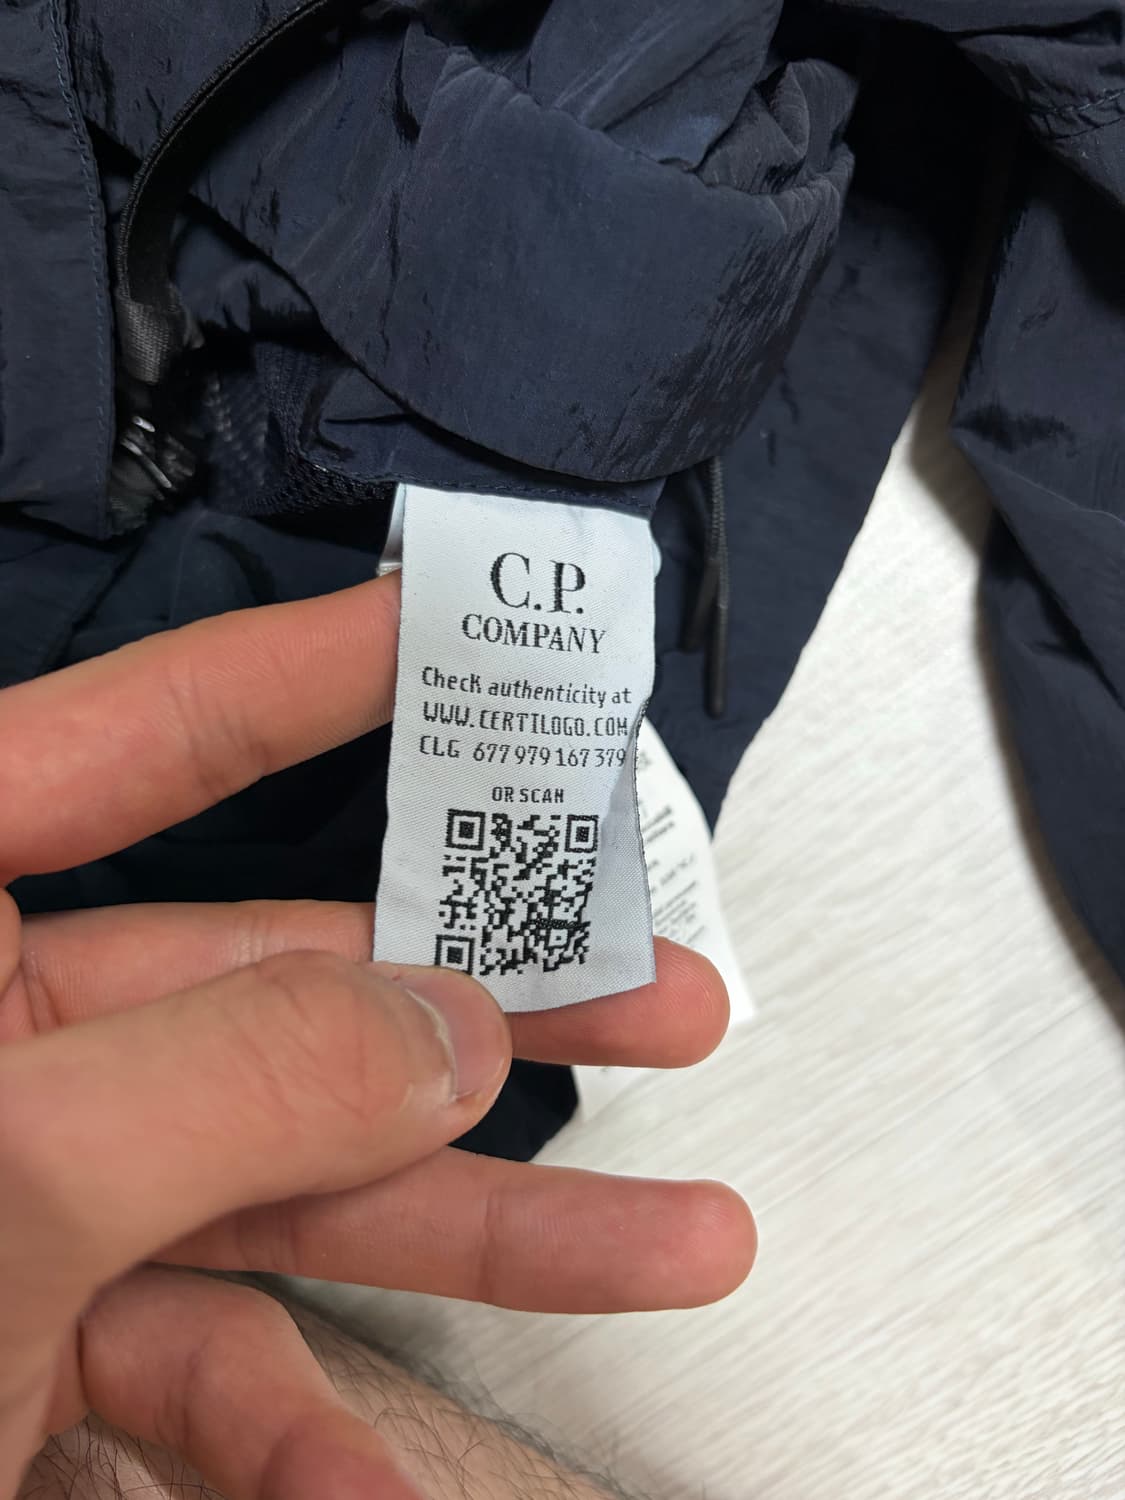 C.P.
COMPANY
Check authenticity at
WWW.CERTILOGO.COM
CLG 677 979 167 379
OR SCAN